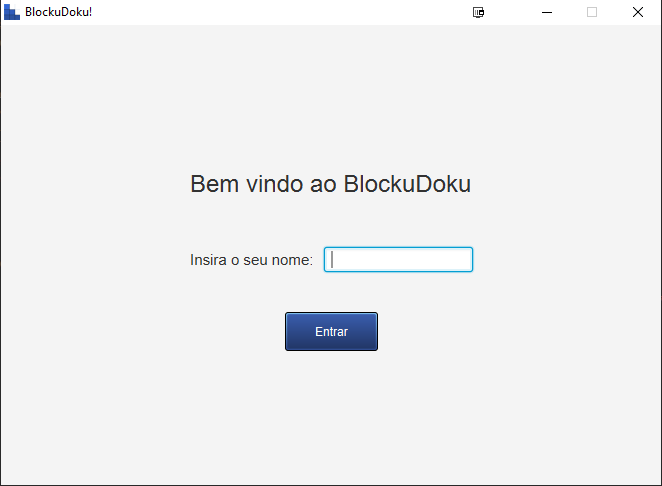 BlockuDoku!
Bem vindo ao BlockuDoku
Insira o seu nome:
Entrar